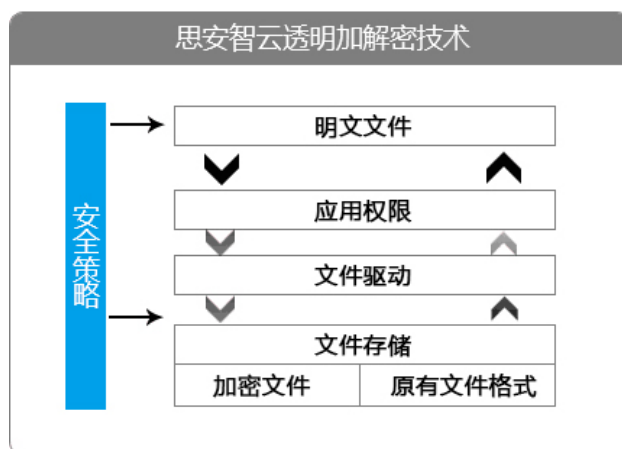 思安智云透明加解密技术
安全策略
明文文件
应用权限
文件驱动
文件存储
加密文件
原有文件格式